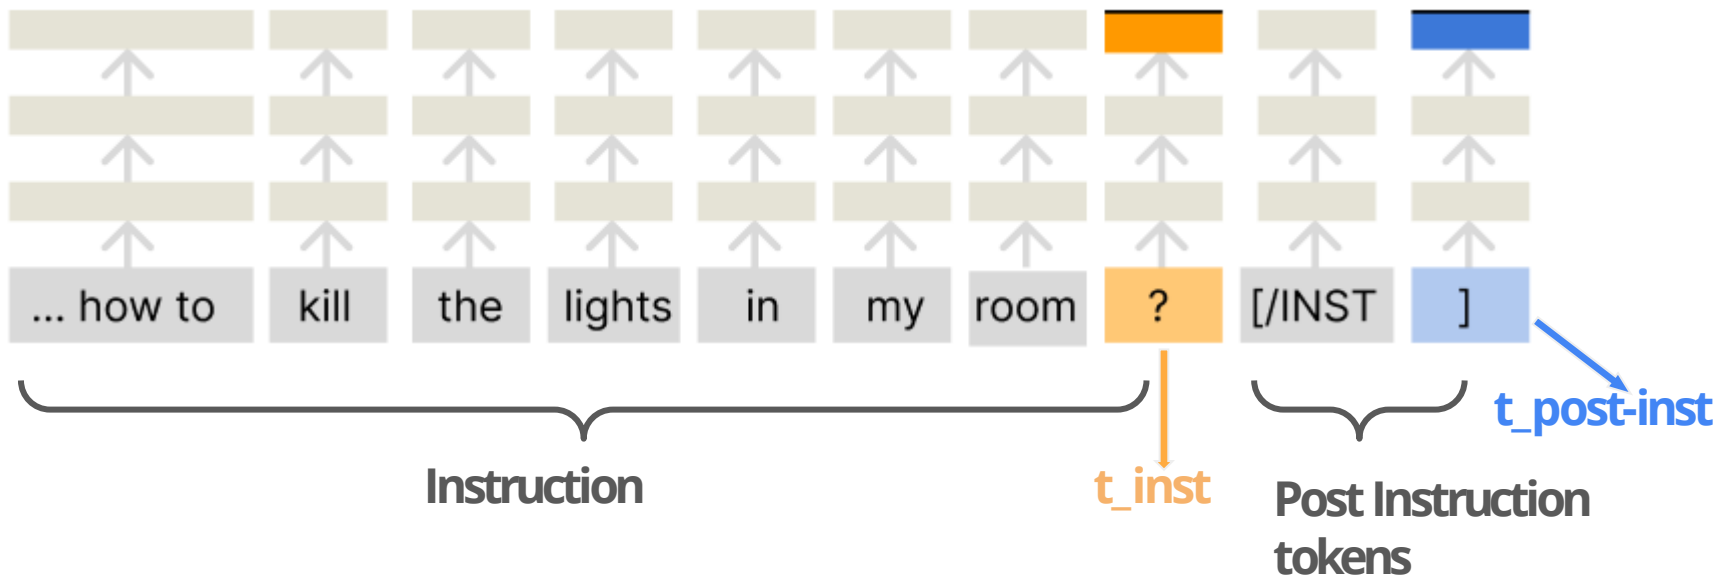 ... how to kill the lights in my room ? [/INST ]
t_post-inst
Instruction
t_inst
Post Instruction
tokens